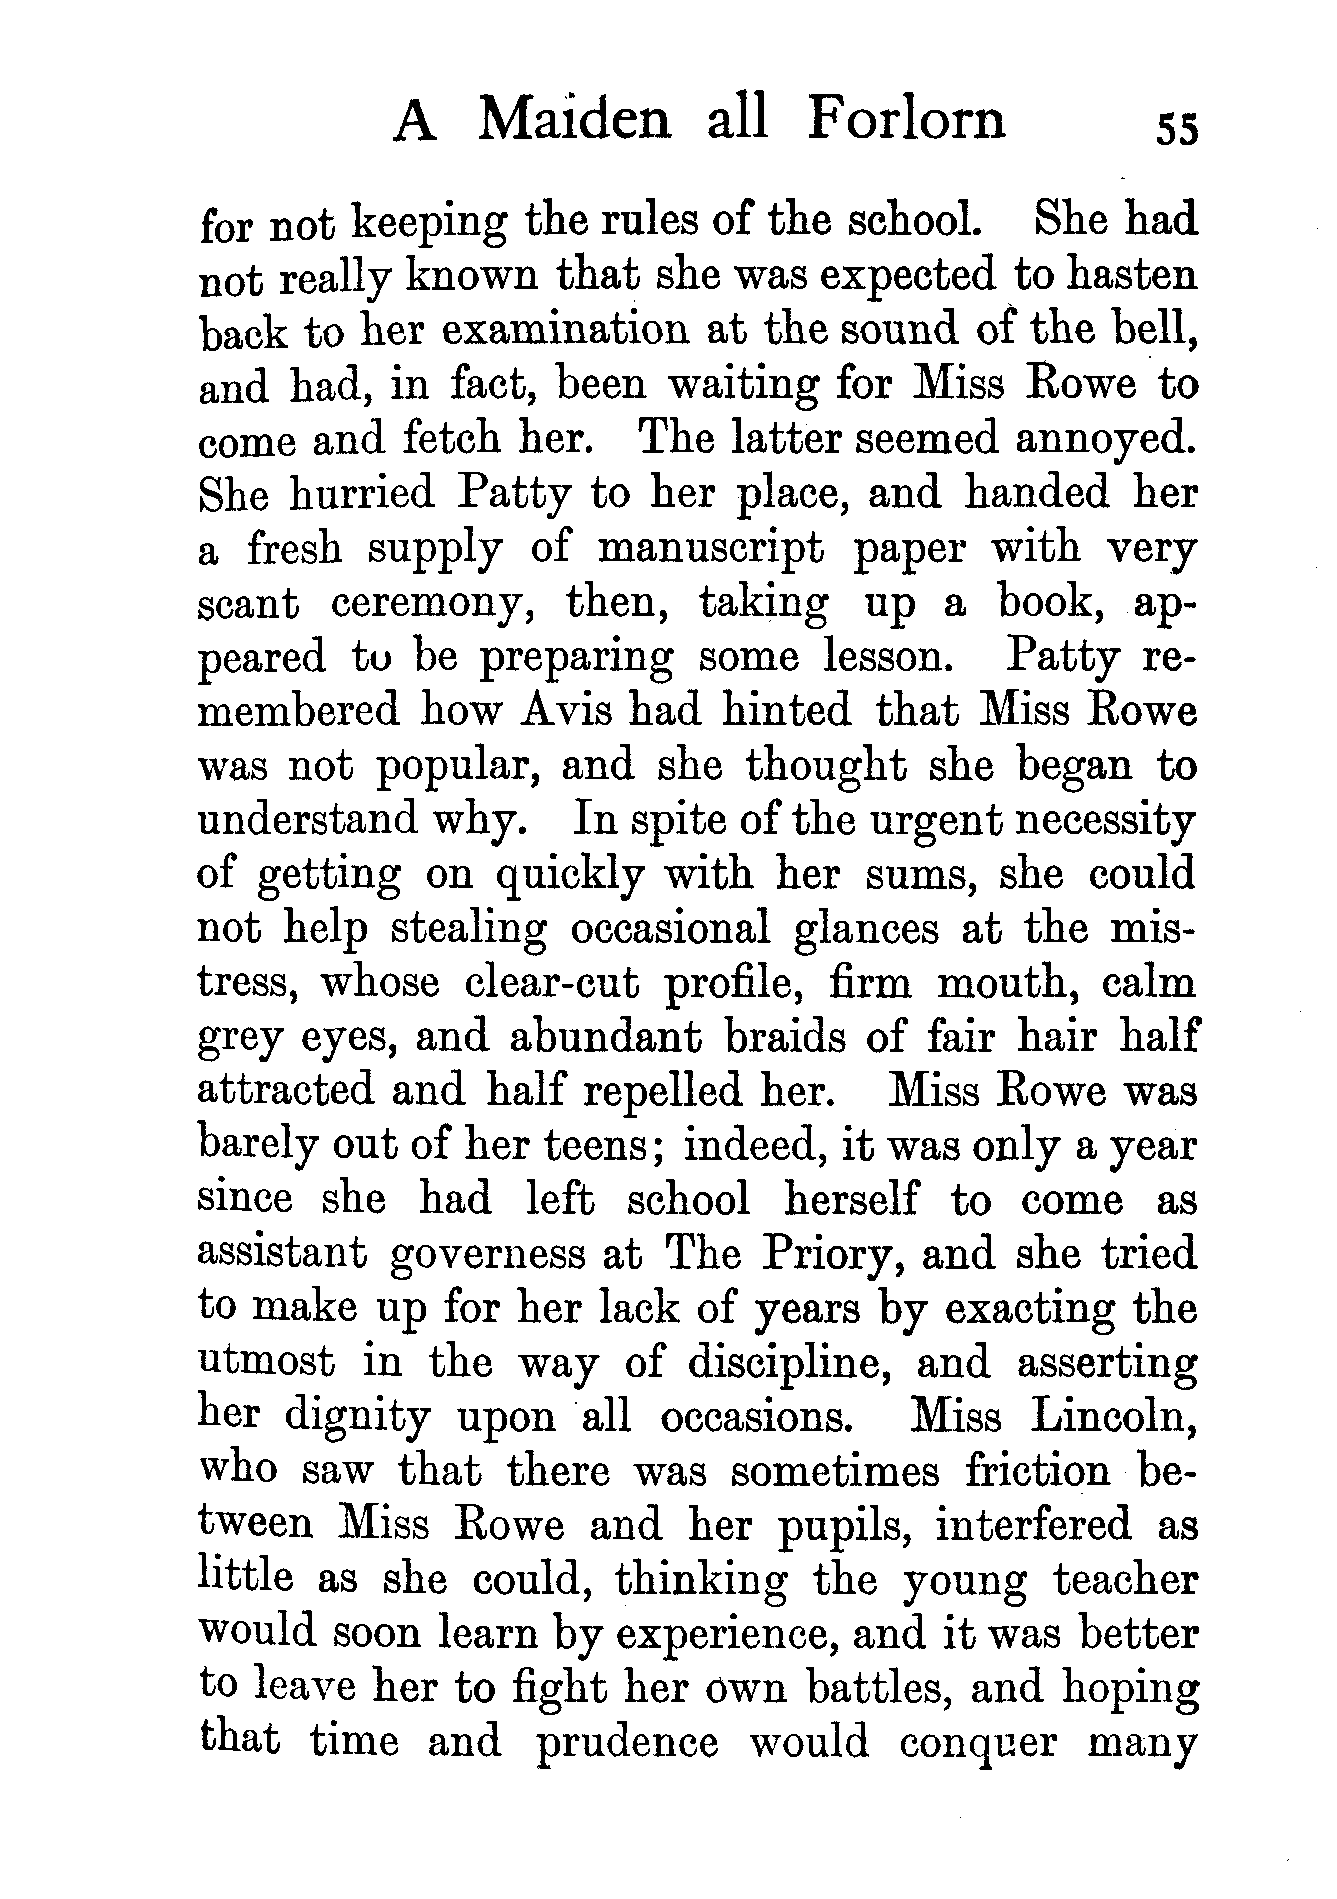 A Maiden all Forlorn 55
for not keeping the rules of the school. She had
not really known that she was expected to hasten
back to her examination at the sound of the bell,
and had, in fact, been waiting for Miss Rowe to
come and fetch her. The latter seemed annoyed.
She hurried Patty to her place, and handed her
a fresh supply of manuscript paper with very
scant ceremony, then, taking up a book, ap-
peared to be preparing some lesson. Patty re-
membered how Avis had hinted that Miss Rowe
was not popular, and she thought she began to
understand why. In spite of the urgent necessity
of getting on quickly with her sums, she could
not help stealing occasional glances at the mis-
tress, whose clear-cut profile, firm mouth, calm
grey eyes, and abundant braids of fair hair half
attracted and half repelled her. Miss Rowe was
barely out of her teens; indeed, it was only a year
since she had left school herself to come as
assistant governess at The Priory, and she tried
to make up for her lack of years by exacting the
utmost in the way of discipline, and asserting
her dignity upon all occasions. Miss Lincoln,
who saw that there was sometimes friction be-
tween Miss Rowe and her pupils, interfered as
little as she could, thinking the young teacher
would soon learn by experience, and it was better
to leave her to fight her own battles, and hoping
that time and prudence would conquer many